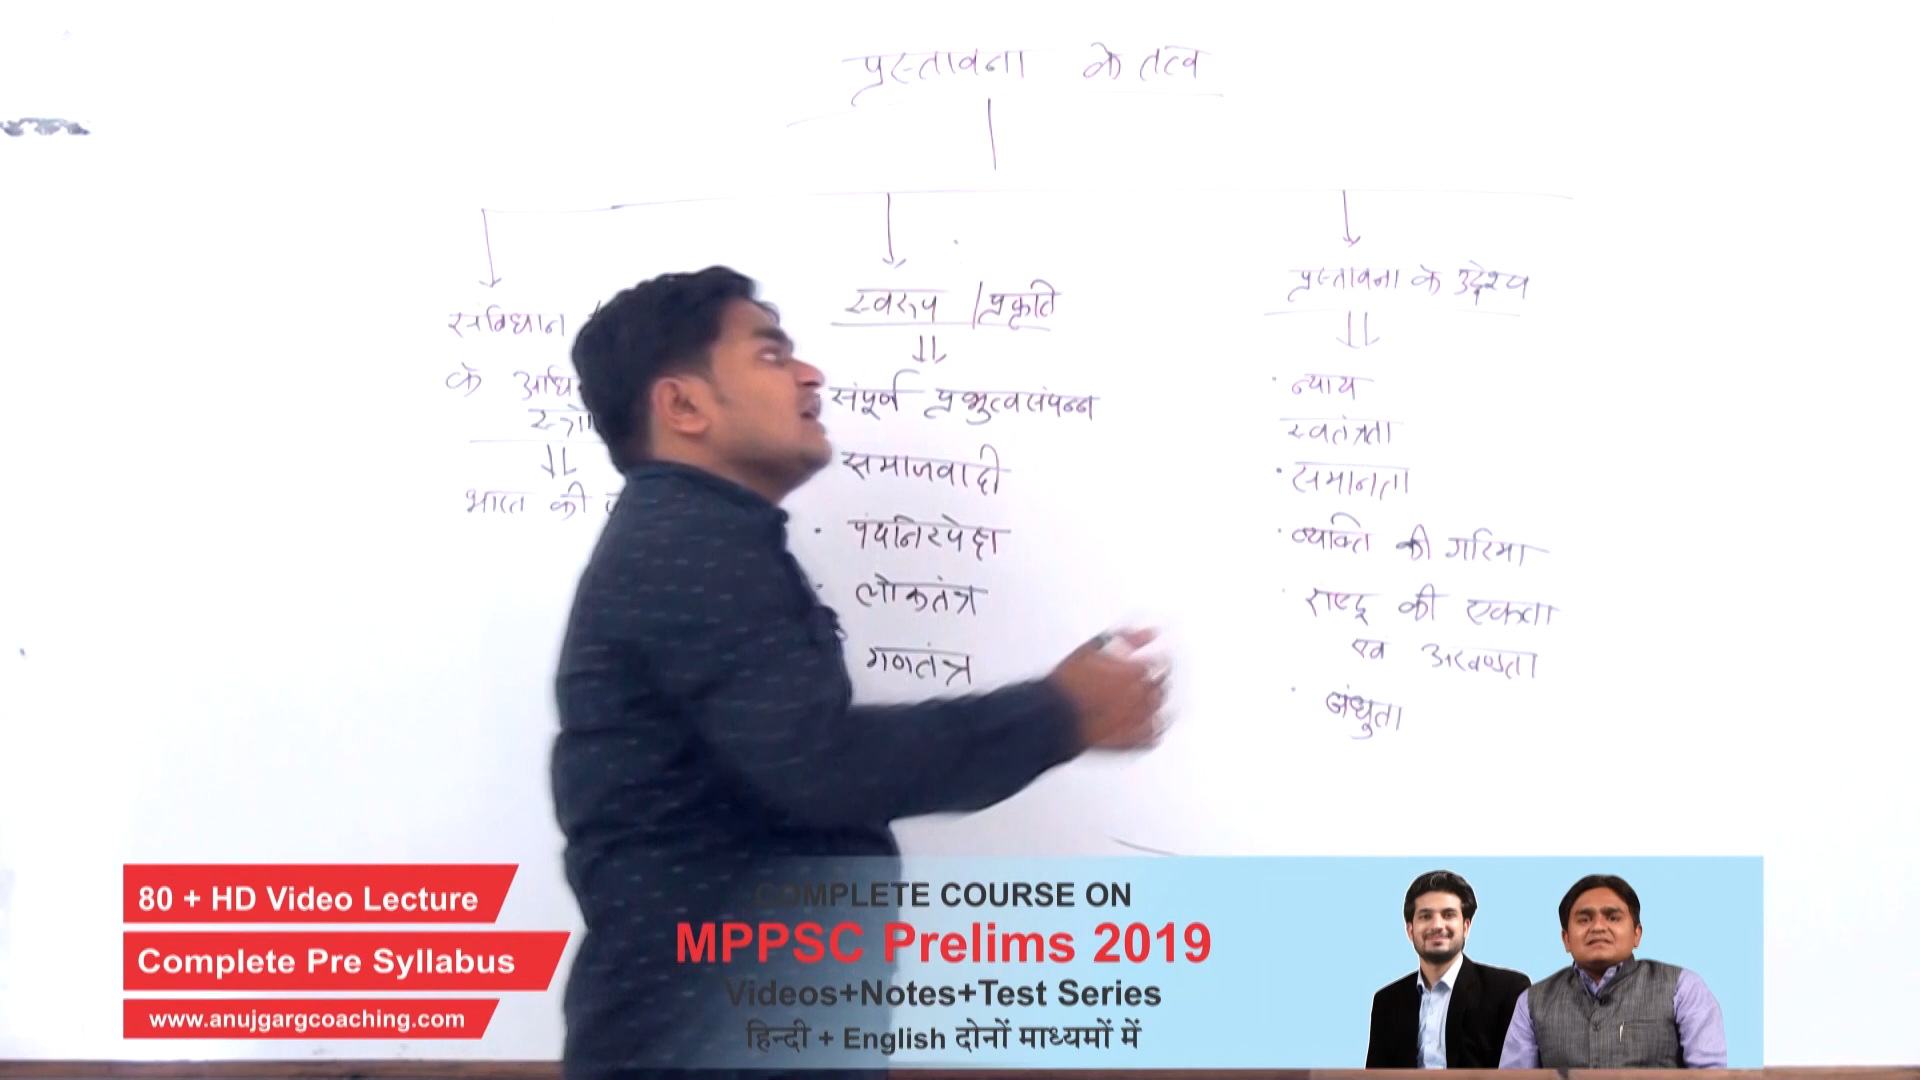 प्रस्तावना के तत्व
संविधान
के अधि
स्त्रो
भारत की
स्वरूप / प्रकृति
संपूर्ण प्रभुत्वसंपन्न
समाजवादी
पंथनिरपेक्ष
लोकतंत्र
गणतंत्र
प्रस्तावना के उद्देश्य
न्याय
स्वतंत्रता
समानता
व्यक्ति की गरिमा
राष्ट्र की एकता
एवं अखण्डता
बंधुता
80 + HD Video Lecture
Complete Pre Syllabus
www.anujgargcoaching.com
COMPLETE COURSE ON
MPPSC Prelims 2019
Videos+Notes+Test Series
हिन्दी + English दोनों माध्यमों में